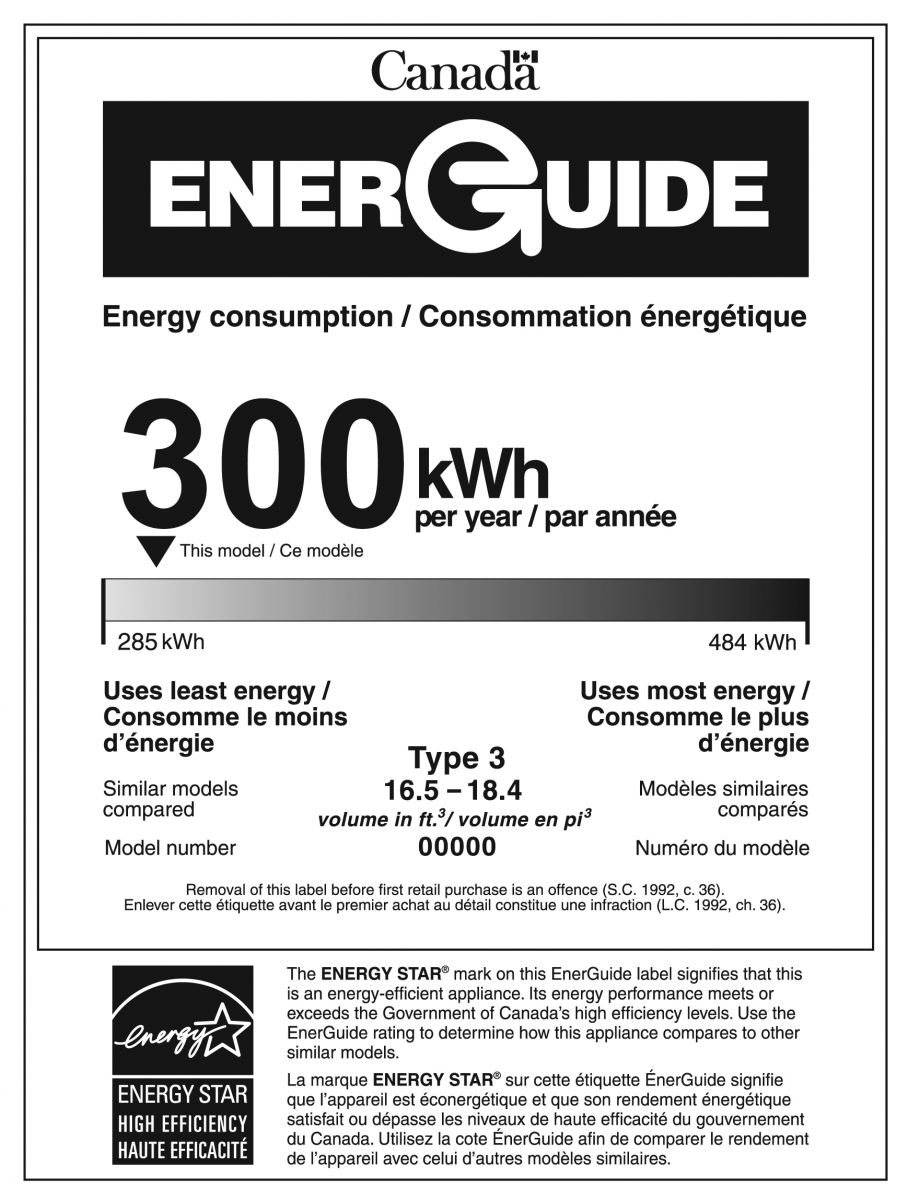 Canada
ENERGUIDE
Energy consumption / Consommation énergétique
300 kWh
per year / par année
This model / Ce modèle
285 kWh
484 kWh
Uses least energy /
Consomme le moins
d’énergie
Uses most energy /
Consomme le plus
d’énergie
Similar models
compared
Type 3
16.5 – 18.4
volume in ft.³/ volume en pi³
Modèles similaires
comparés
Model number
00000
Numéro du modèle
Removal of this label before first retail purchase is an offence (S.C. 1992, c. 36).
Enlever cette étiquette avant le premier achat au détail constitue une infraction (L.C. 1992, ch. 36).
energy
ENERGY STAR
HIGH EFFICIENCY
HAUTE EFFICACITÉ
The ENERGY STAR® mark on this EnerGuide label signifies that this
is an energy-efficient appliance. Its energy performance meets or
exceeds the Government of Canada’s high efficiency levels. Use the
EnerGuide rating to determine how this appliance compares to other
similar models.
La marque ENERGY STAR® sur cette étiquette ÉnerGuide signifie
que l’appareil est éconergétique et que son rendement énergétique
satisfait ou dépasse les niveaux de haute efficacité du gouvernement
du Canada. Utilisez la cote ÉnerGuide afin de comparer le rendement
de l’appareil avec celui d’autres modèles similaires.